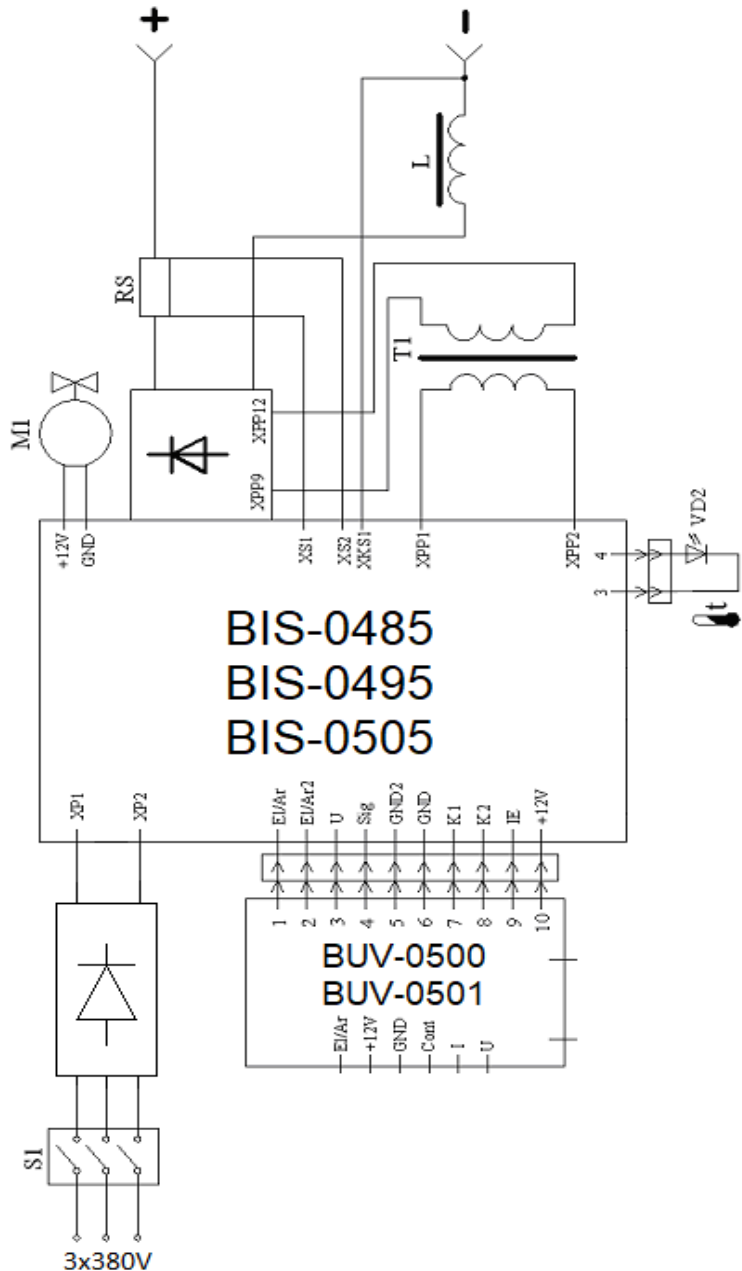 +
-
L
RS
T1
M1
XPP12
XPP9
+12V
GND
XS1
XS2
XKS1
XPP1
XPP2
4
3
VD2
t
BIS-0485
BIS-0495
BIS-0505
XP1
XP2
El/Ar
El/Ar2
U
Sig
GND2
GND
K1
K2
IE
+12V
1
2
3
4
5
6
7
8
9
10
BUV-0500
BUV-0501
El/Ar
+12V
GND
Cont
I
U
S1
3x380V